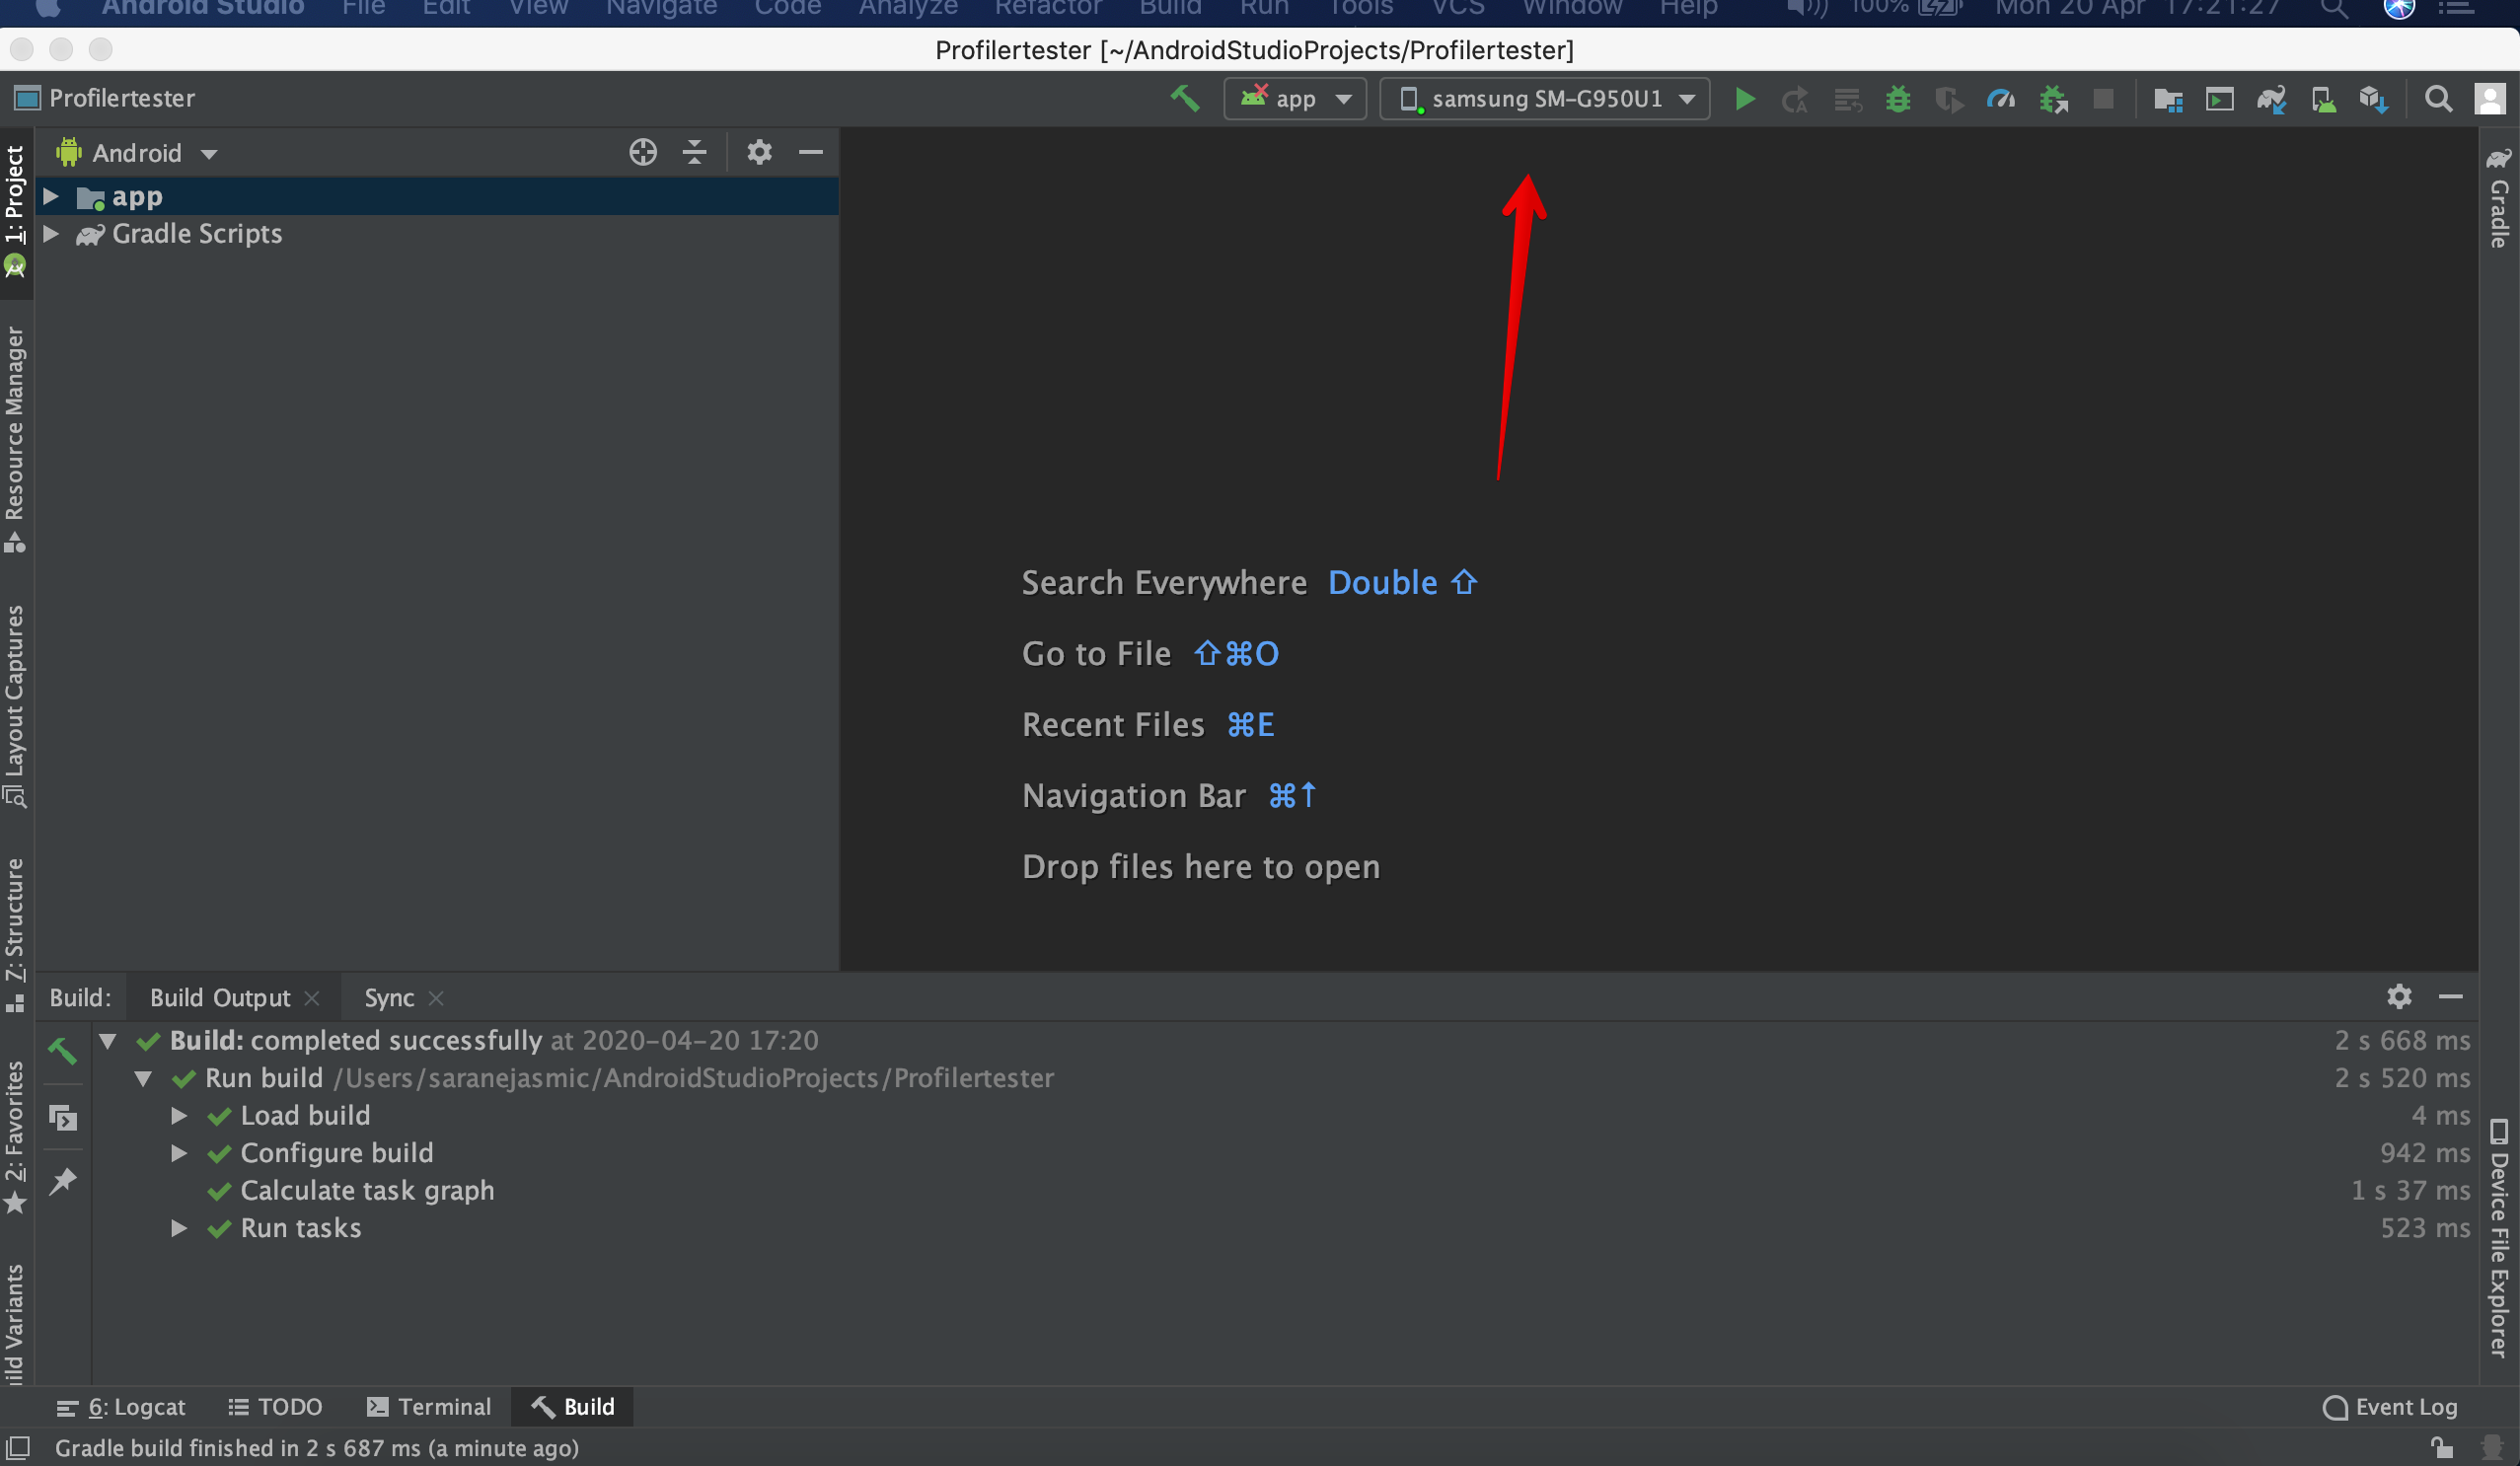 Android Studio File Edit View Navigate Code Analyze Refactor Build Run Tools VCS Window Help 100% Mon 20 Apr 17:21:27
Profilertester [~/AndroidStudioProjects/Profilertester]
Profilertester
app
samsung SM-G950U1
Android
app
Gradle Scripts
1: Project
Resource Manager
Layout Captures
7: Structure
2: Favorites
ild Variants
Gradle
Device File Explorer
Search Everywhere Double ⇧
Go to File ⇧⌘O
Recent Files ⌘E
Navigation Bar ⌘↑
Drop files here to open
Build: Build Output Sync
Build: completed successfully at 2020-04-20 17:20 2 s 668 ms
Run build /Users/saranejasmic/AndroidStudioProjects/Profilertester 2 s 520 ms
Load build 4 ms
Configure build 942 ms
Calculate task graph 1 s 37 ms
Run tasks 523 ms
6: Logcat TODO Terminal Build Event Log
Gradle build finished in 2 s 687 ms (a minute ago)